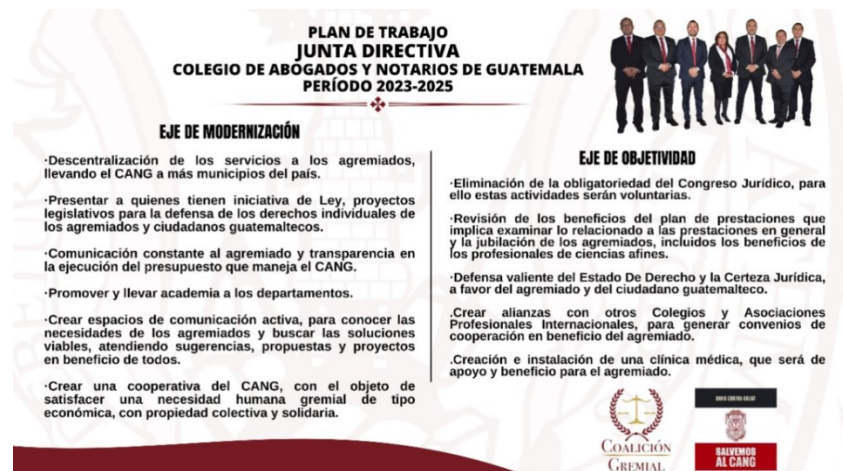 PLAN DE TRABAJO
JUNTA DIRECTIVA
COLEGIO DE ABOGADOS Y NOTARIOS DE GUATEMALA
PERÍODO 2023-2025
EJE DE MODERNIZACIÓN
·Descentralización de los servicios a los agremiados,
llevando el CANG a más municipios del país.
·Presentar a quienes tienen iniciativa de Ley, proyectos
legislativos para la defensa de los derechos individuales de
los agremiados y ciudadanos guatemaltecos.
·Comunicación constante al agremiado y transparencia en
la ejecución del presupuesto que maneja el CANG.
·Promover y llevar academia a los departamentos.
·Crear espacios de comunicación activa, para conocer las
necesidades de los agremiados y buscar las soluciones
viables, atendiendo sugerencias, propuestas y proyectos
en beneficio de todos.
·Crear una cooperativa del CANG, con el objeto de
satisfacer una necesidad humana gremial de tipo
económica, con propiedad colectiva y solidaria.
EJE DE OBJETIVIDAD
·Eliminación de la obligatoriedad del Congreso Jurídico, para
ello estas actividades serán voluntarias.
·Revisión de los beneficios del plan de prestaciones que
implica examinar lo relacionado a las prestaciones en general
y la jubilación de los agremiados, incluidos los beneficios de
los profesionales de ciencias afines.
·Defensa valiente del Estado De Derecho y la Certeza Jurídica,
a favor del agremiado y del ciudadano guatemalteco.
.Crear alianzas con otros Colegios y Asociaciones
Profesionales Internacionales, para generar convenios de
cooperación en beneficio del agremiado.
.Creación e instalación de una clínica médica, que será de
apoyo y beneficio para el agremiado.
COALICIÓN
GREMIAL
SALVEMOS
AL CANG